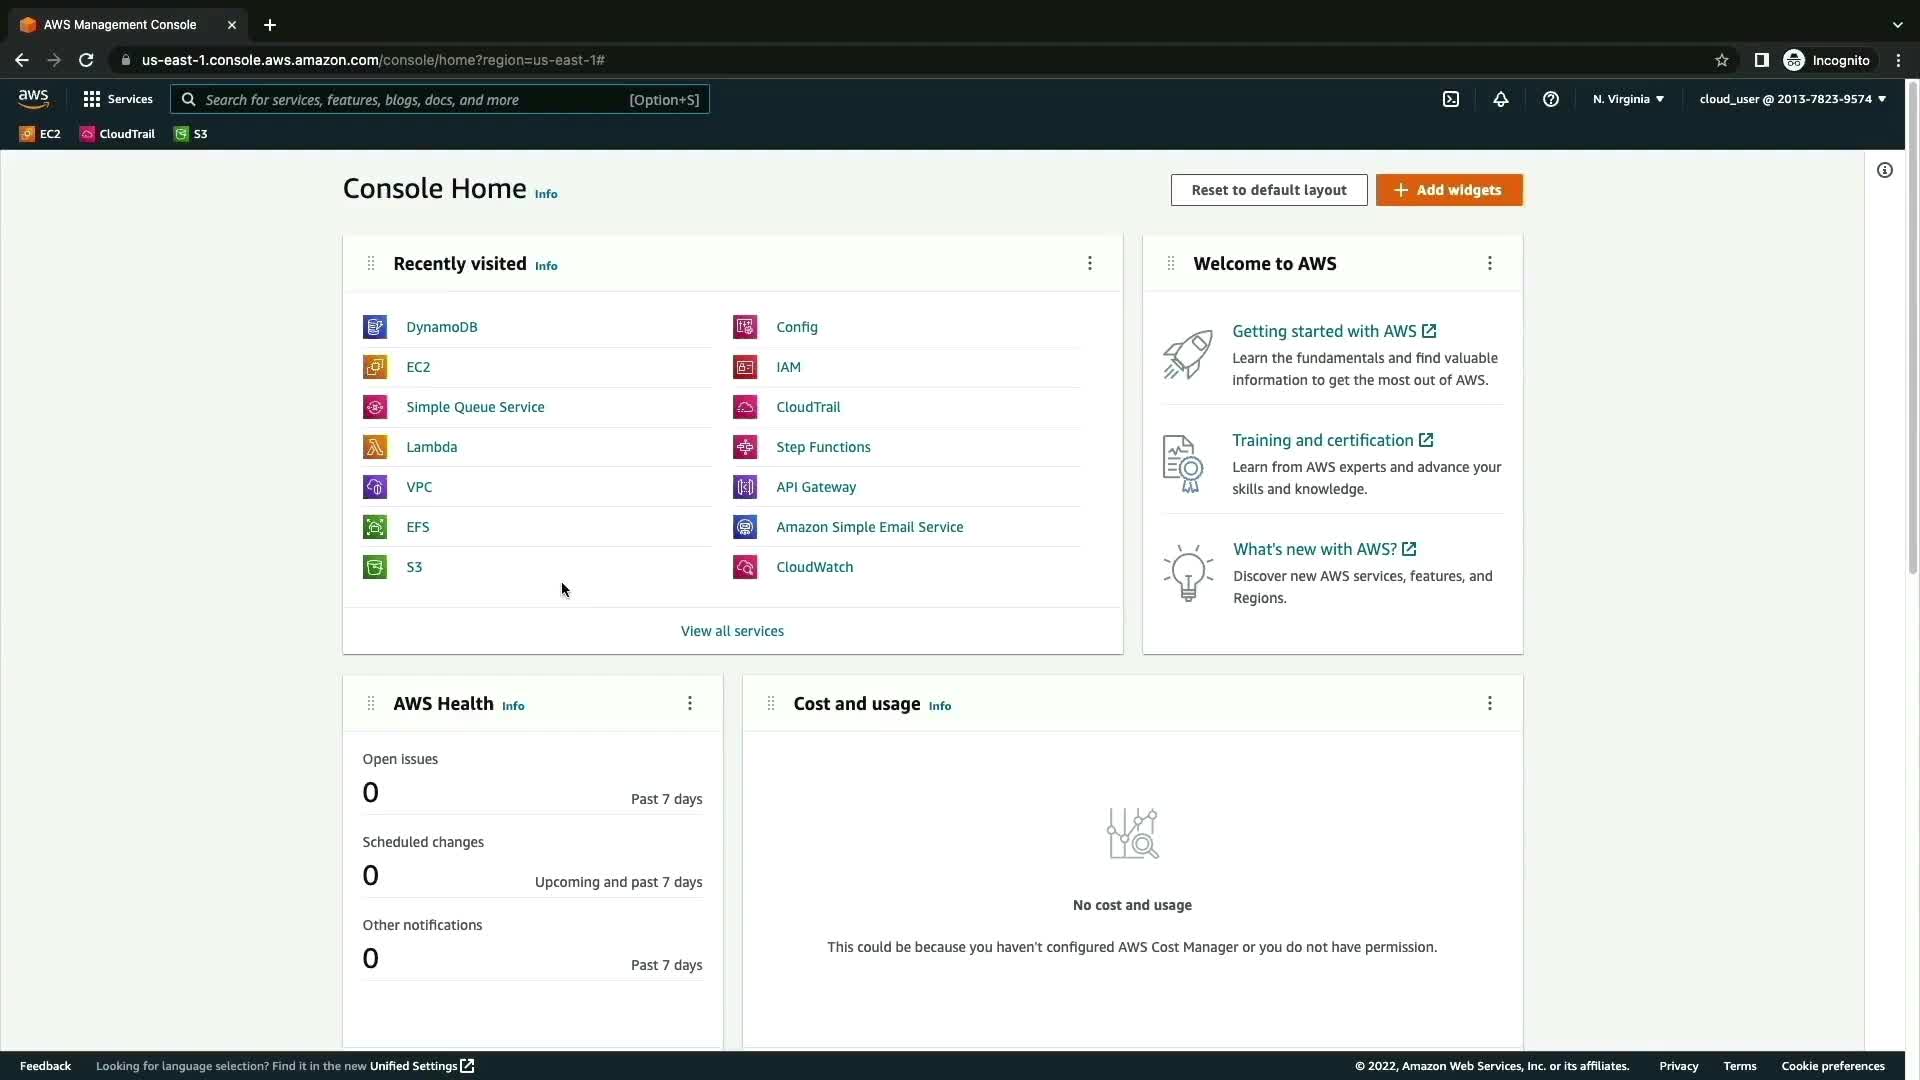 AWS Management Console
us-east-1.console.aws.amazon.com/console/home?region=us-east-1#
Incognito
aws
Services
Search for services, features, blogs, docs, and more
[Option+S]
N. Virginia
cloud_user @ 2013-7823-9574
EC2
CloudTrail
S3
Console Home Info
Reset to default layout
Add widgets
Recently visited Info
DynamoDB
EC2
Simple Queue Service
Lambda
VPC
EFS
S3
Config
IAM
CloudTrail
Step Functions
API Gateway
Amazon Simple Email Service
CloudWatch
View all services
Welcome to AWS
Getting started with AWS
Learn the fundamentals and find valuable
information to get the most out of AWS.
Training and certification
Learn from AWS experts and advance your
skills and knowledge.
What's new with AWS?
Discover new AWS services, features, and
Regions.
AWS Health Info
Open issues
0
Past 7 days
Scheduled changes
0
Upcoming and past 7 days
Other notifications
0
Past 7 days
Cost and usage Info
No cost and usage
This could be because you haven't configured AWS Cost Manager or you do not have permission.
Feedback
Looking for language selection? Find it in the new Unified Settings
© 2022, Amazon Web Services, Inc. or its affiliates.
Privacy
Terms
Cookie preferences